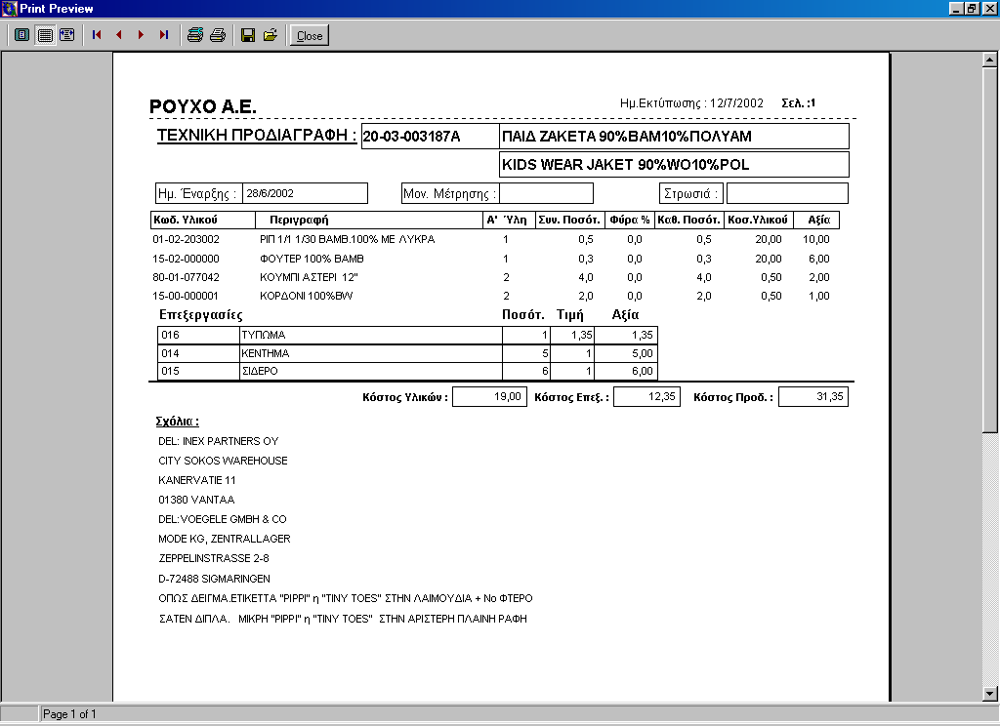 Print Preview
Close
ΡΟΥΧΟ Α.Ε.
Ημ.Εκτύπωσης : 12/7/2002 Σελ. :1
ΤΕΧΝΙΚΗ ΠΡΟΔΙΑΓΡΑΦΗ : 20-03-003187A ΠΑΙΔ ΖΑΚΕΤΑ 90%ΒΑΜ10%ΠΟΛΥΑΜ
KIDS WEAR JAKET 90%WO10%POL
Ημ. Έναρξης : 28/6/2002 Μον. Μέτρησης : Στρωσιά :
Κωδ. Υλικού Περιγραφή Α' Ύλη Συν. Ποσότ. Φύρα % Καθ. Ποσότ. Κοσ.Υλικού Αξία
01-02-203002 ΡΙΠ 1/1 1/30 ΒΑΜΒ.100% ΜΕ ΛΥΚΡΑ 1 0,5 0,0 0,5 20,00 10,00
15-02-000000 ΦΟΥΤΕΡ 100% ΒΑΜΒ 1 0,3 0,0 0,3 20,00 6,00
80-01-077042 ΚΟΥΜΠΙ ΑΣΤΕΡΙ 12" 2 4,0 0,0 4,0 0,50 2,00
15-00-000001 ΚΟΡΔΟΝΙ 100%BW 2 2,0 0,0 2,0 0,50 1,00
Επεξεργασίες Ποσότ. Τιμή Αξία
016 ΤΥΠΩΜΑ 1 1,35 1,35
014 ΚΕΝΤΗΜΑ 5 1 5,00
015 ΣΙΔΕΡΟ 6 1 6,00
Κόστος Υλικών : 19,00 Κόστος Επεξ. : 12,35 Κόστος Προδ. : 31,35
Σχόλια :
DEL: INEX PARTNERS OY
CITY SOKOS WAREHOUSE
KANERVATIE 11
01380 VANTAA
DEL:VOEGELE GMBH & CO
MODE KG, ZENTRALLAGER
ZEPPELINSTRASSE 2-8
D-72488 SIGMARINGEN
ΟΠΩΣ ΔΕΙΓΜΑ.ΕΤΙΚΕΤΤΑ "PIPPI" η "TINY TOES" ΣΤΗΝ ΛΑΙΜΟΥΔΙΑ + Νο ΦΤΕΡΟ
ΣΑΤΕΝ ΔΙΠΛΑ. ΜΙΚΡΗ "PIPPI" η "TINY TOES" ΣΤΗΝ ΑΡΙΣΤΕΡΗ ΠΛΑΙΝΗ ΡΑΦΗ
Page 1 of 1